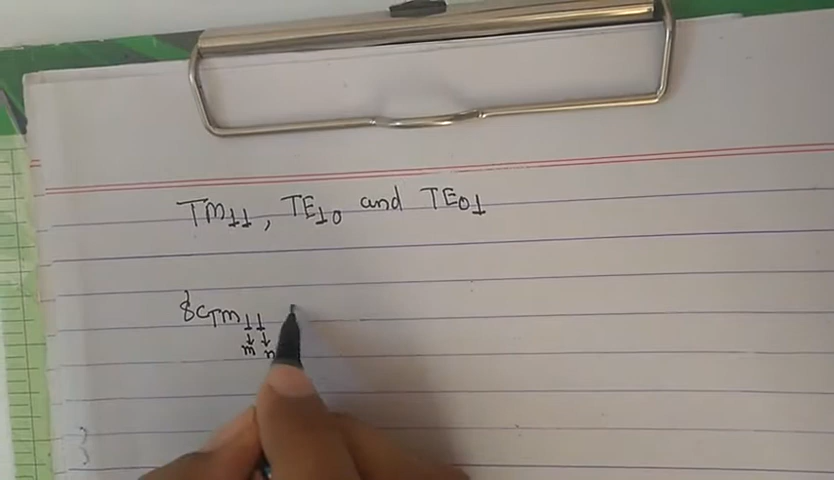 TM11, TE10 and TE01
fCTM11
↓ ↓
m n